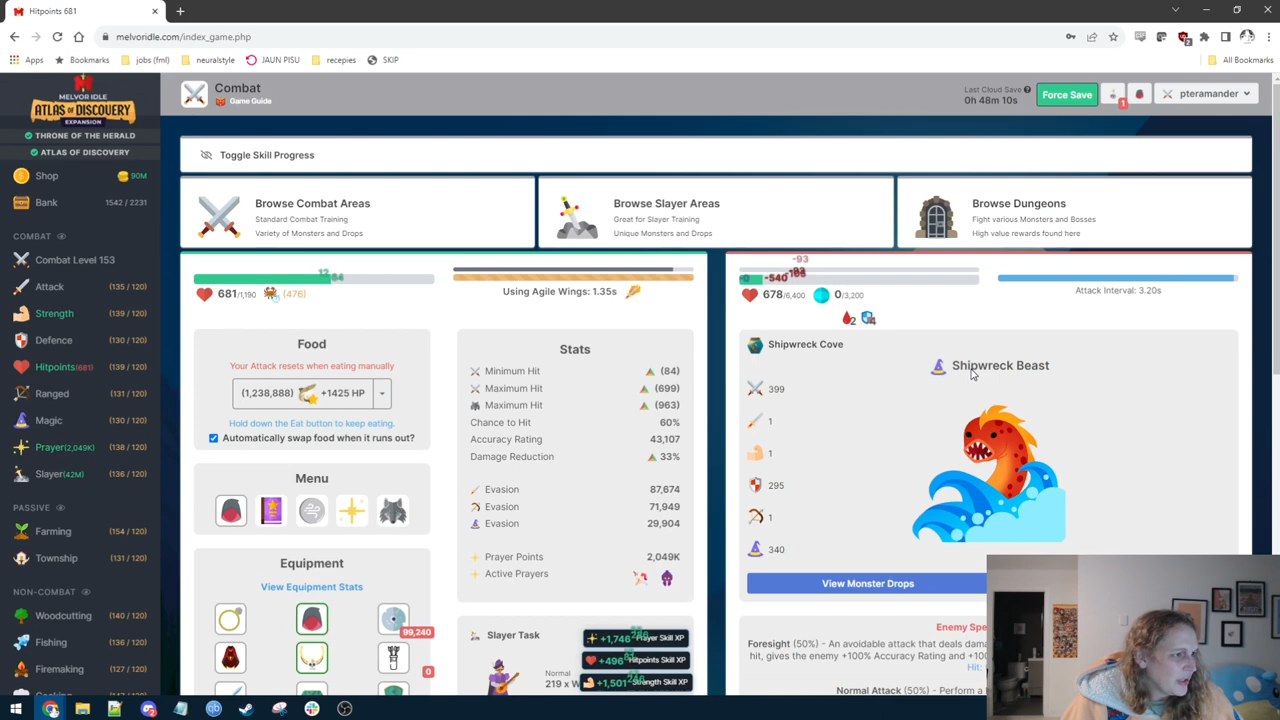 Hitpoints 681
melvoridle.com/index_game.php
Apps Bookmarks jobs (fml) neuralstyle JAUN PISU recepies SKIP All Bookmarks
MELVOR IDLE
ATLAS OF DISCOVERY
EXPANSION
THRONE OF THE HERALD
ATLAS OF DISCOVERY
Shop 90M
Bank 1542 / 2231
COMBAT
Combat Level 153
Attack (135 / 120)
Strength (139 / 120)
Defence (130 / 120)
Hitpoints(681) (139 / 120)
Ranged (131 / 120)
Magic (130 / 120)
Prayer(2,049K) (138 / 120)
Slayer(42M) (136 / 120)
PASSIVE
Farming (154 / 120)
Township (131 / 120)
NON-COMBAT
Woodcutting (140 / 120)
Fishing (136 / 120)
Firemaking (127 / 120)
Combat
Game Guide
Last Cloud Save
0h 48m 10s
Force Save
1
pteramander
Toggle Skill Progress
Browse Combat Areas
Standard Combat Training
Variety of Monsters and Drops
Browse Slayer Areas
Great for Slayer Training
Unique Monsters and Drops
Browse Dungeons
Fight various Monsters and Bosses
High value rewards found here
681/1,190 (476)
Using Agile Wings: 1.35s
Food
Your Attack resets when eating manually
(1,238,888) +1425 HP
Hold down the Eat button to keep eating.
Automatically swap food when it runs out?
Menu
Equipment
View Equipment Stats
99,240
0
Stats
Minimum Hit (84)
Maximum Hit (699)
Maximum Hit (963)
Chance to Hit 60%
Accuracy Rating 43,107
Damage Reduction 33%
Evasion 87,674
Evasion 71,949
Evasion 29,904
Prayer Points 2,049K
Active Prayers
Slayer Task
Normal
+1,746 Prayer Skill XP
+496 Hitpoints Skill XP
+1,501 Strength Skill XP
-93
-540
678/6,400 0/3,200
Attack Interval: 3.20s
2 4
Shipwreck Cove
Shipwreck Beast
399
1
1
295
1
340
View Monster Drops
Foresight (50%) - An avoidable attack that deals
hit, gives the enemy +100% Accuracy Rating and
Hit:
Normal Attack (50%) - Perform a